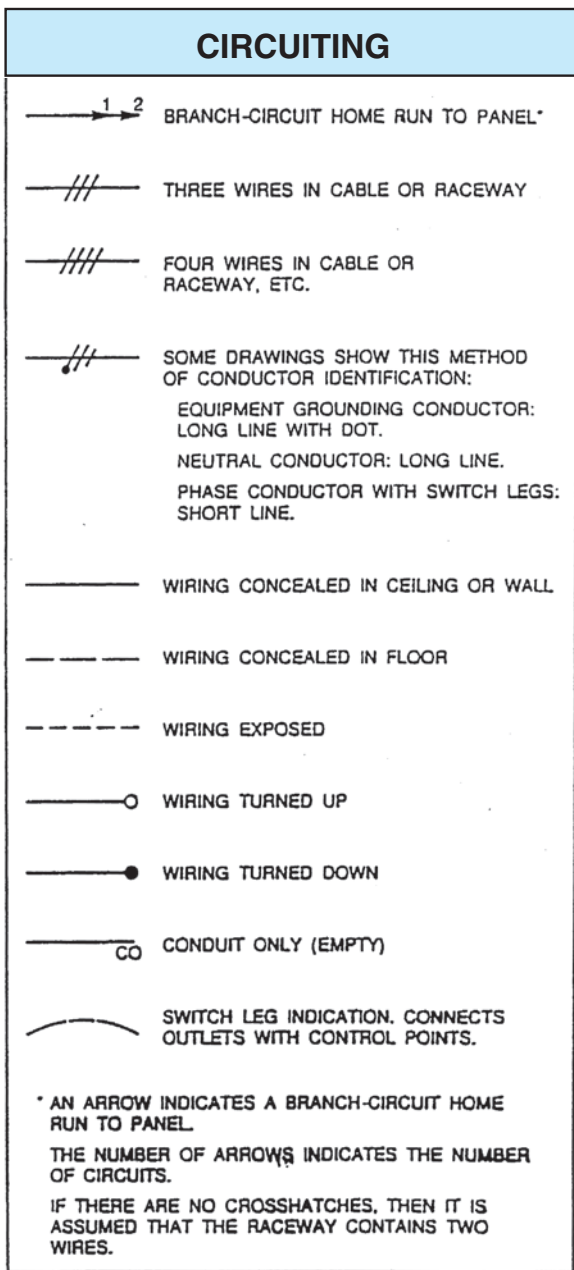 CIRCUITING
1 2
BRANCH-CIRCUIT HOME RUN TO PANEL*
THREE WIRES IN CABLE OR RACEWAY
FOUR WIRES IN CABLE OR
RACEWAY, ETC.
SOME DRAWINGS SHOW THIS METHOD
OF CONDUCTOR IDENTIFICATION:
EQUIPMENT GROUNDING CONDUCTOR:
LONG LINE WITH DOT.
NEUTRAL CONDUCTOR: LONG LINE.
PHASE CONDUCTOR WITH SWITCH LEGS:
SHORT LINE.
WIRING CONCEALED IN CEILING OR WALL
WIRING CONCEALED IN FLOOR
WIRING EXPOSED
WIRING TURNED UP
WIRING TURNED DOWN
CO CONDUIT ONLY (EMPTY)
SWITCH LEG INDICATION. CONNECTS
OUTLETS WITH CONTROL POINTS.
* AN ARROW INDICATES A BRANCH-CIRCUIT HOME
RUN TO PANEL.
THE NUMBER OF ARROWS INDICATES THE NUMBER
OF CIRCUITS.
IF THERE ARE NO CROSSHATCHES, THEN IT IS
ASSUMED THAT THE RACEWAY CONTAINS TWO
WIRES.